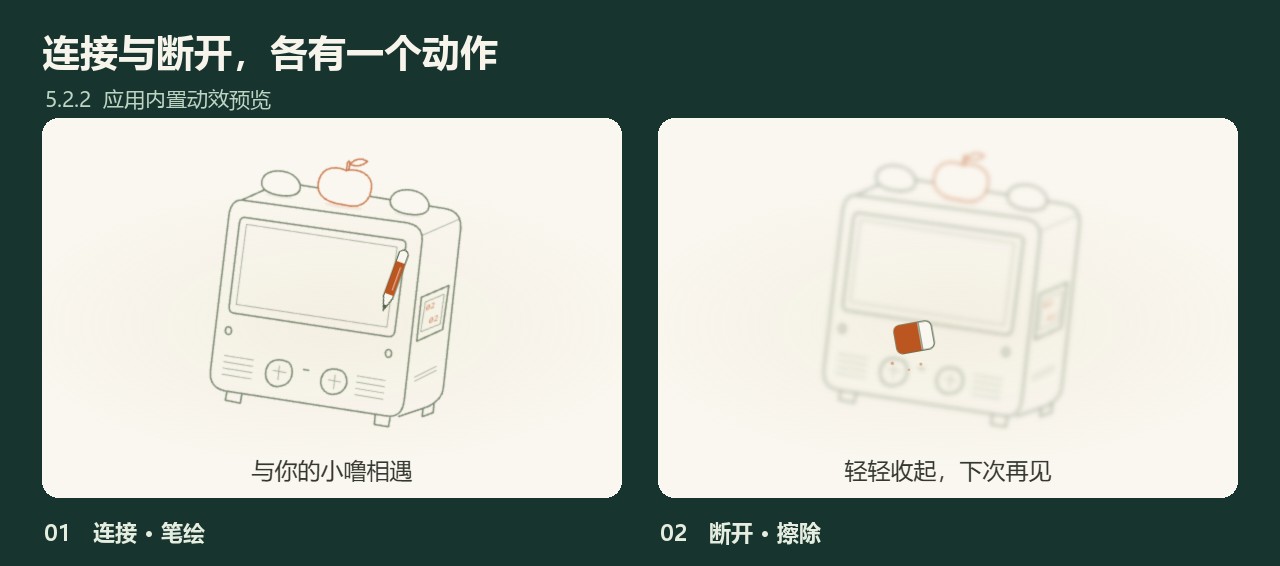 连接与断开，各有一个动作
5.2.2 应用内置动效预览
02
02
与你的小噜相遇
轻轻收起，下次再见
01 连接·笔绘
02 断开·擦除